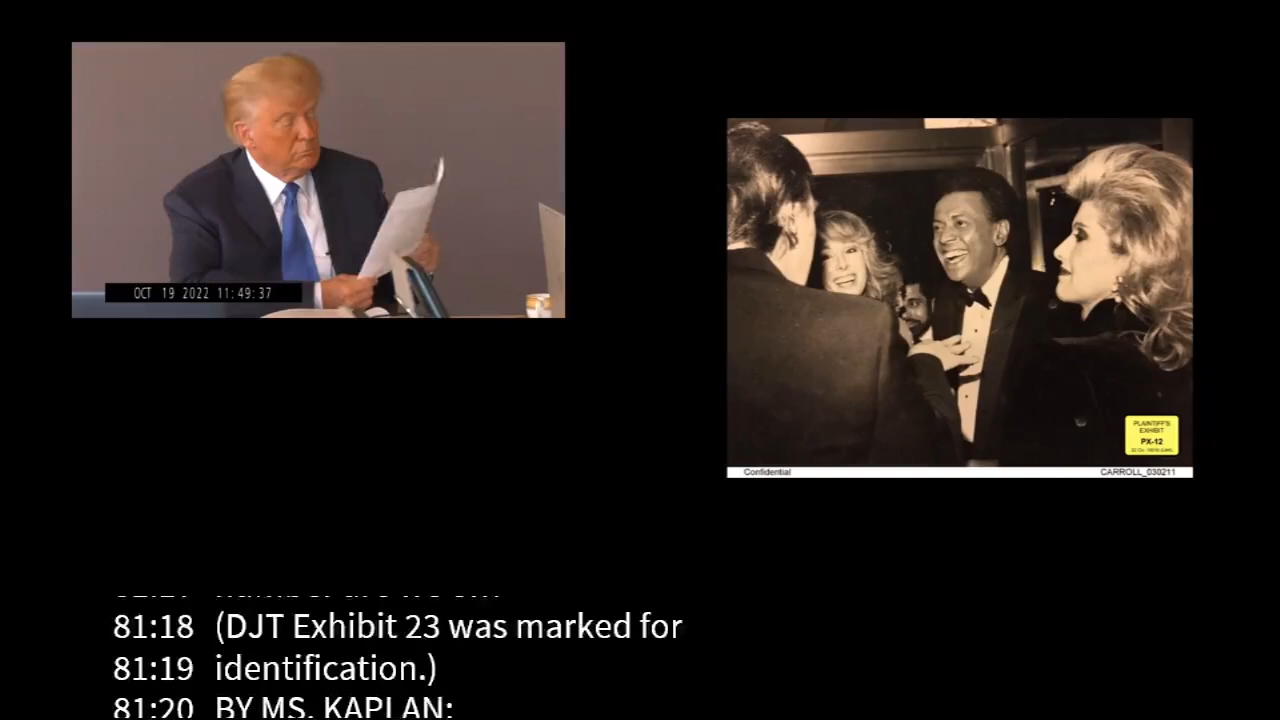 OCT 19 2022 11:49:37
PLAINTIFF'S
EXHIBIT
PX-12
Confidential CARROLL_030211
81:18 (DJT Exhibit 23 was marked for
81:19 identification.)
81:20 BY MS. KAPLAN: